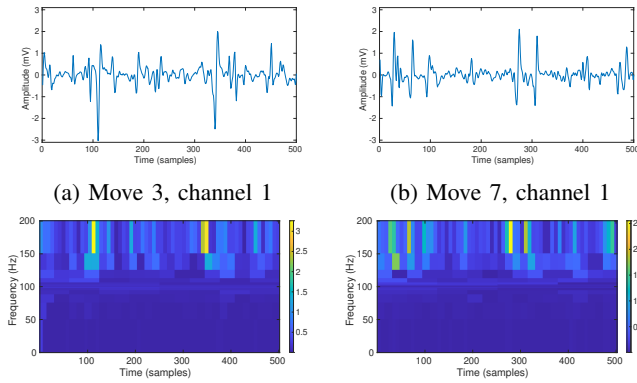 3
2
1
0
-1
-2
-3
Amplitude (mV)
0 100 200 300 400 500
Time (samples)
3
2
1
0
-1
-2
-3
Amplitude (mV)
0 100 200 300 400 500
Time (samples)
(a) Move 3, channel 1
(b) Move 7, channel 1
200
150
100
50
0
Frequency (Hz)
100 200 300 400 500
Time (samples)
3
2.5
2
1.5
1
0.5
200
150
100
50
0
Frequency (Hz)
100 200 300 400 500
Time (samples)